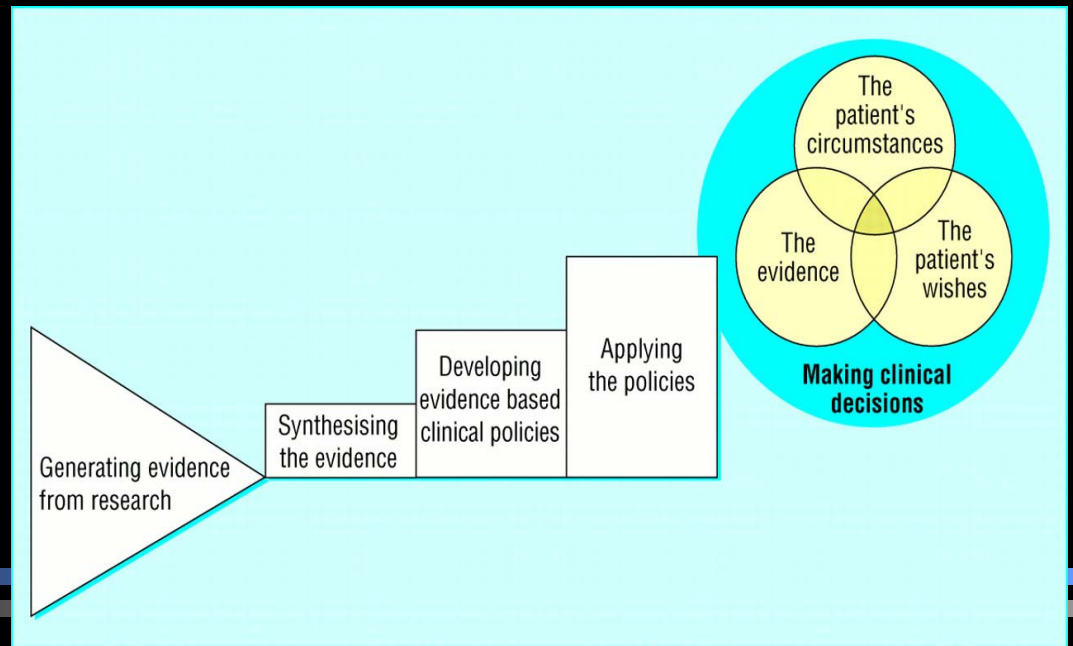 Generating evidence
from research
Synthesising
the evidence
Developing
evidence based
clinical policies
Applying
the policies
The
patient's
circumstances
The
evidence
The
patient's
wishes
Making clinical
decisions